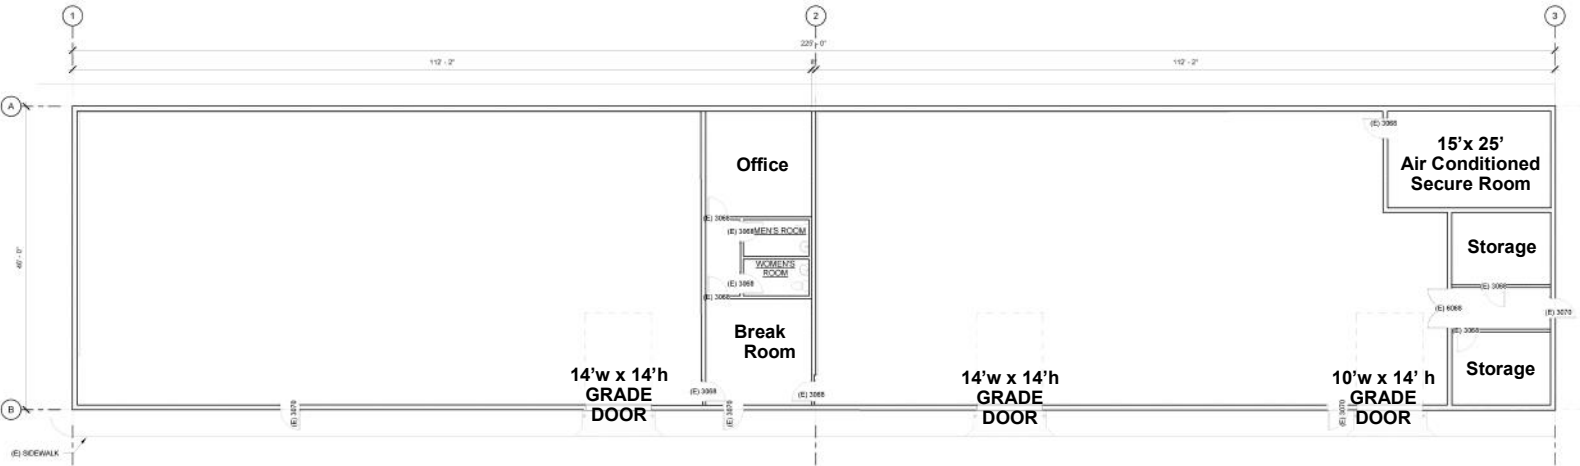 1
2
3
225' - 0"
112' - 2"
8"
112' - 2"
A
(E) 3068
15'x 25'
Air Conditioned
Secure Room
Office
(E) 3068
(E) 3068
MEN'S ROOM
Storage
46' - 0"
WOMEN'S
ROOM
(E) 3068
(E) 3068
(E) 3068
(E) 6068
(E) 3070
(E) 3068
Break
Room
14'w x 14'h
GRADE
DOOR
14'w x 14'h
GRADE
DOOR
10'w x 14' h
GRADE
DOOR
Storage
(E) 3068
(E) 3068
B
(E) 3070
(E) 3070
(E) 3070
(E) SIDEWALK